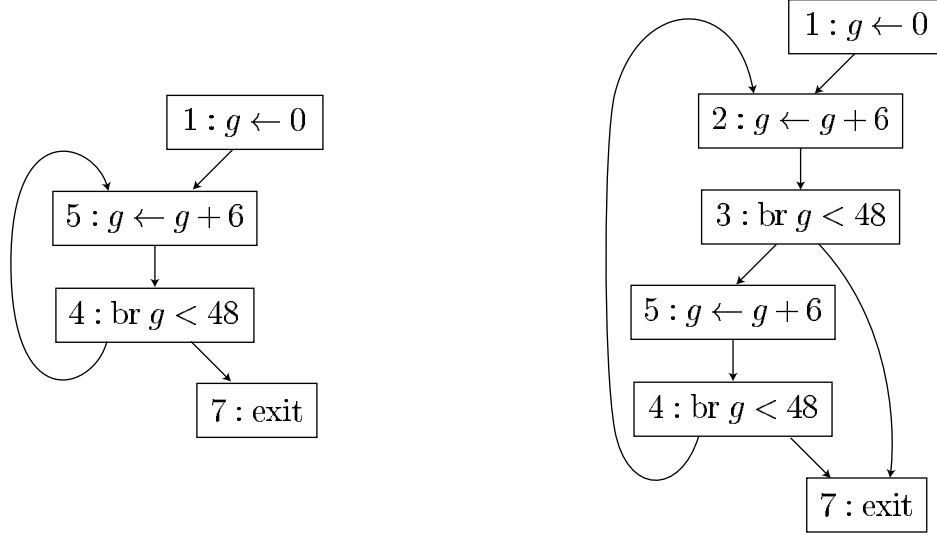 1 : g ← 0
5 : g ← g + 6
4 : br g < 48
7 : exit
1 : g ← 0
2 : g ← g + 6
3 : br g < 48
5 : g ← g + 6
4 : br g < 48
7 : exit